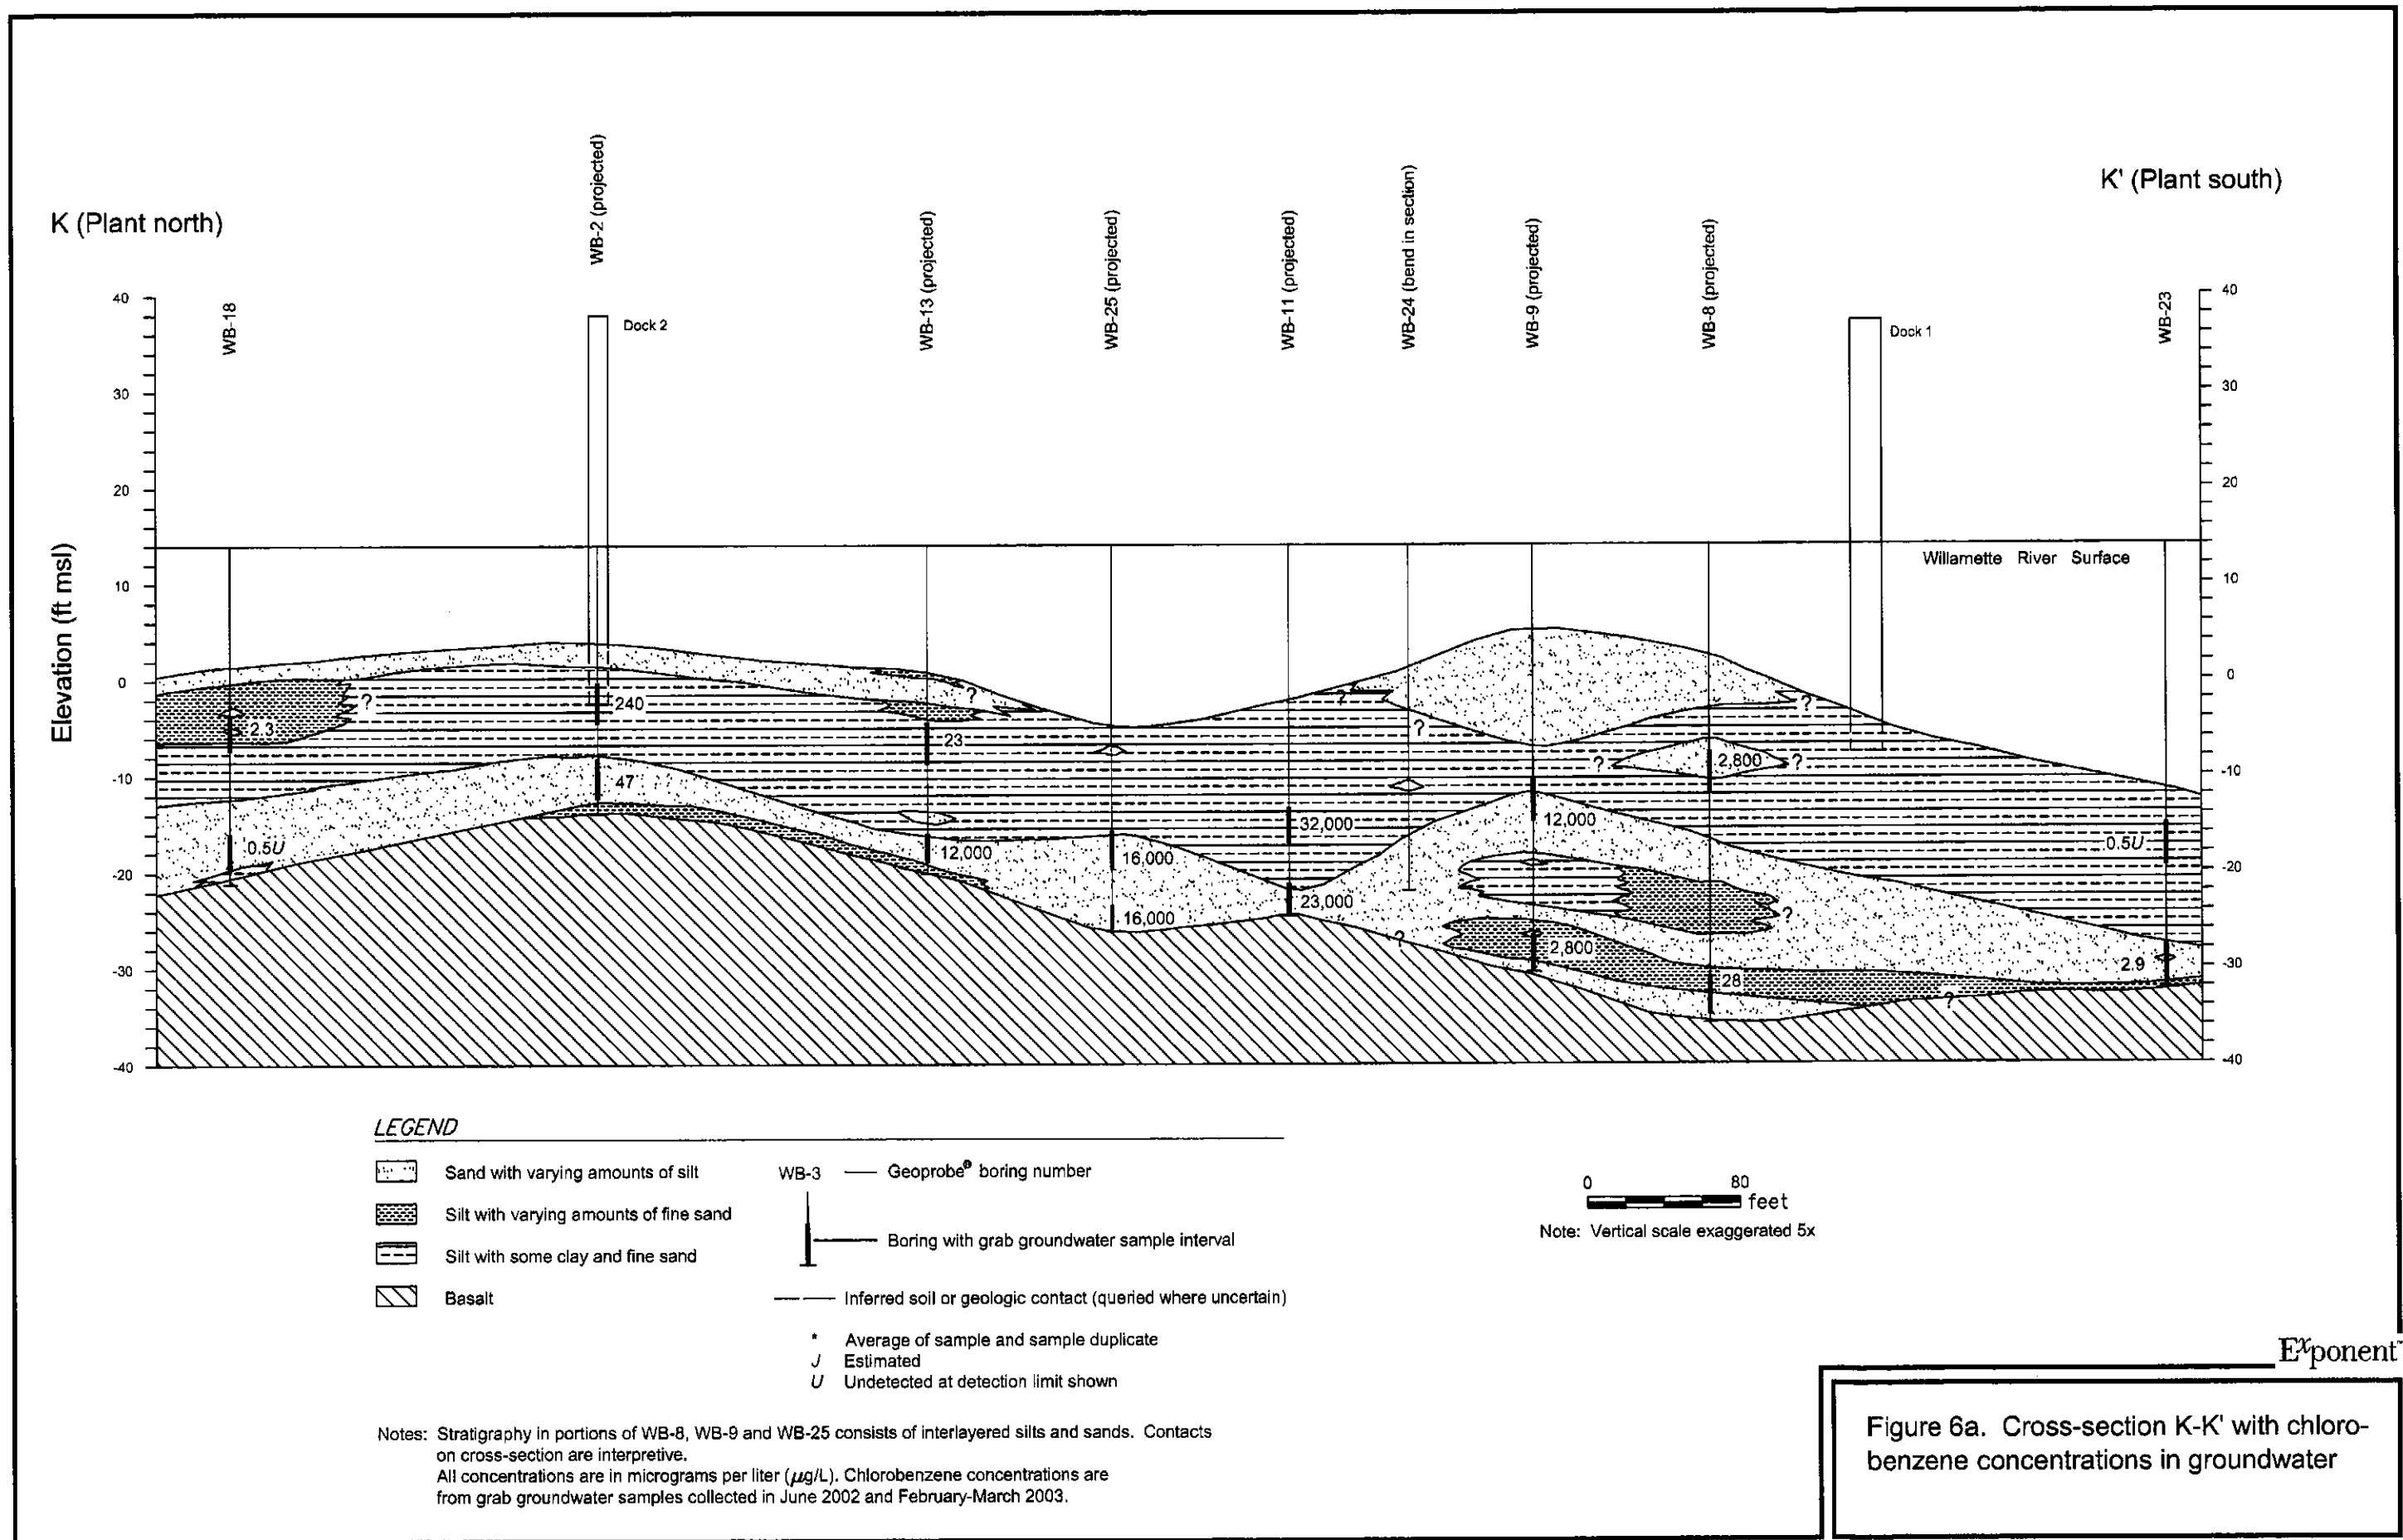 K (Plant north)
K' (Plant south)
WB-18
WB-2 (projected)
WB-13 (projected)
WB-25 (projected)
WB-11 (projected)
WB-24 (bend in section)
WB-9 (projected)
WB-8 (projected)
WB-23
Dock 2
Dock 1
Willamette River Surface
Elevation (ft msl)
40
30
20
10
0
-10
-20
-30
-40
40
30
20
10
0
-10
-20
-30
-40
2.3
0.5U
240
47
23
12,000
16,000
16,000
32,000
23,000
12,000
2,800
2,800
28
0.5U
2.9
?
?
?
?
?
?
?
?
?
?
?
LEGEND
Sand with varying amounts of silt
Silt with varying amounts of fine sand
Silt with some clay and fine sand
Basalt
WB-3 — Geoprobe® boring number
Boring with grab groundwater sample interval
Inferred soil or geologic contact (queried where uncertain)
* Average of sample and sample duplicate
J Estimated
U Undetected at detection limit shown
0 80
feet
Note: Vertical scale exaggerated 5x
Notes: Stratigraphy in portions of WB-8, WB-9 and WB-25 consists of interlayered silts and sands. Contacts
on cross-section are interpretive.
All concentrations are in micrograms per liter (µg/L). Chlorobenzene concentrations are
from grab groundwater samples collected in June 2002 and February-March 2003.
Exponent™
Figure 6a. Cross-section K-K' with chloro-
benzene concentrations in groundwater